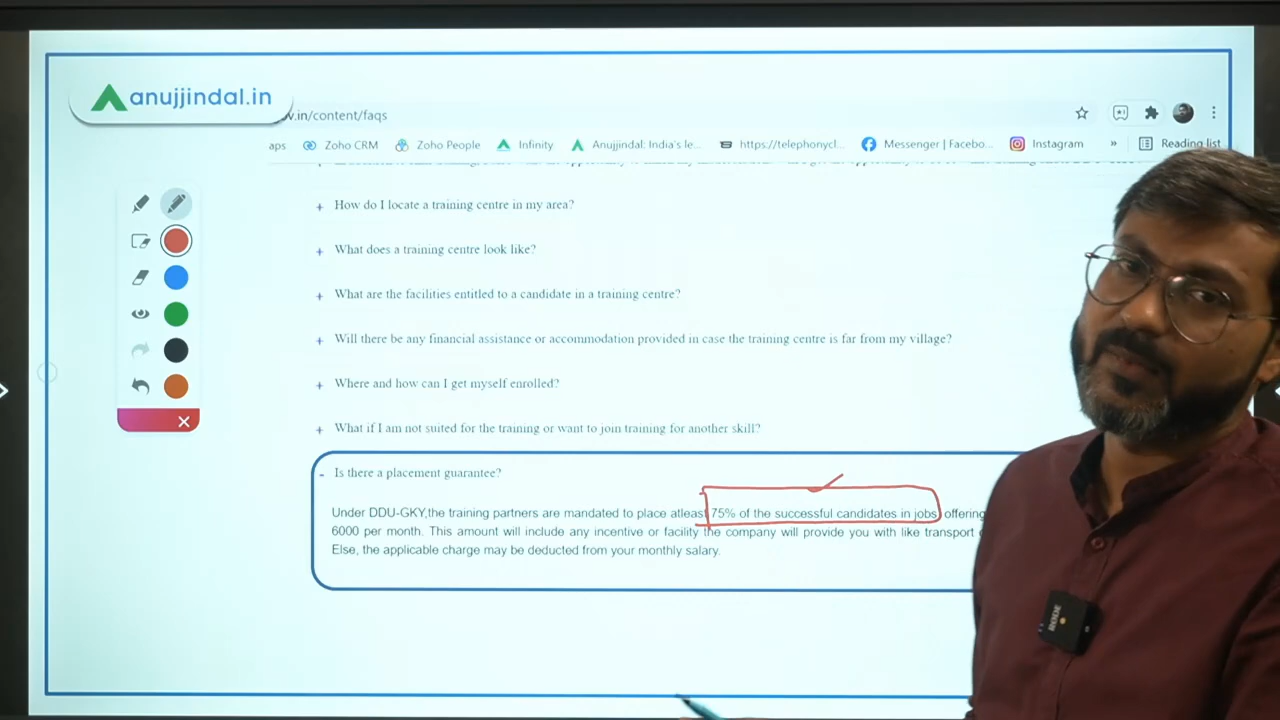 anujjindal.in
v.in/content/faqs
aps Zoho CRM Zoho People Infinity Anujjindal: India's le... https://telephonycl... Messenger | Facebo... Instagram » Reading list
+ How do I locate a training centre in my area?
+ What does a training centre look like?
+ What are the facilities entitled to a candidate in a training centre?
+ Will there be any financial assistance or accommodation provided in case the training centre is far from my village?
+ Where and how can I get myself enrolled?
+ What if I am not suited for the training or want to join training for another skill?
- Is there a placement guarantee?
Under DDU-GKY,the training partners are mandated to place atleast 75% of the successful candidates in jobs offering
6000 per month. This amount will include any incentive or facility the company will provide you with like transport
Else, the applicable charge may be deducted from your monthly salary.
RODE